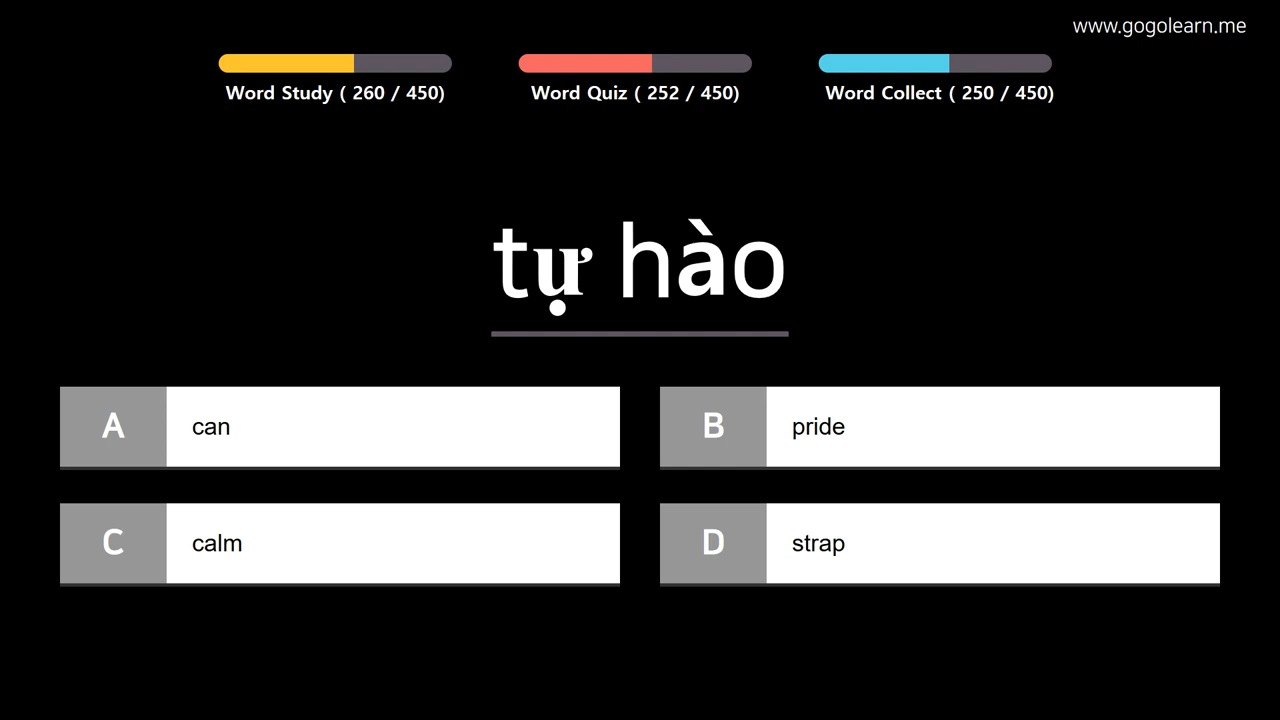 www.gogolearn.me
Word Study ( 260 / 450)
Word Quiz ( 252 / 450)
Word Collect ( 250 / 450)
tự hào
A can
B pride
C calm
D strap